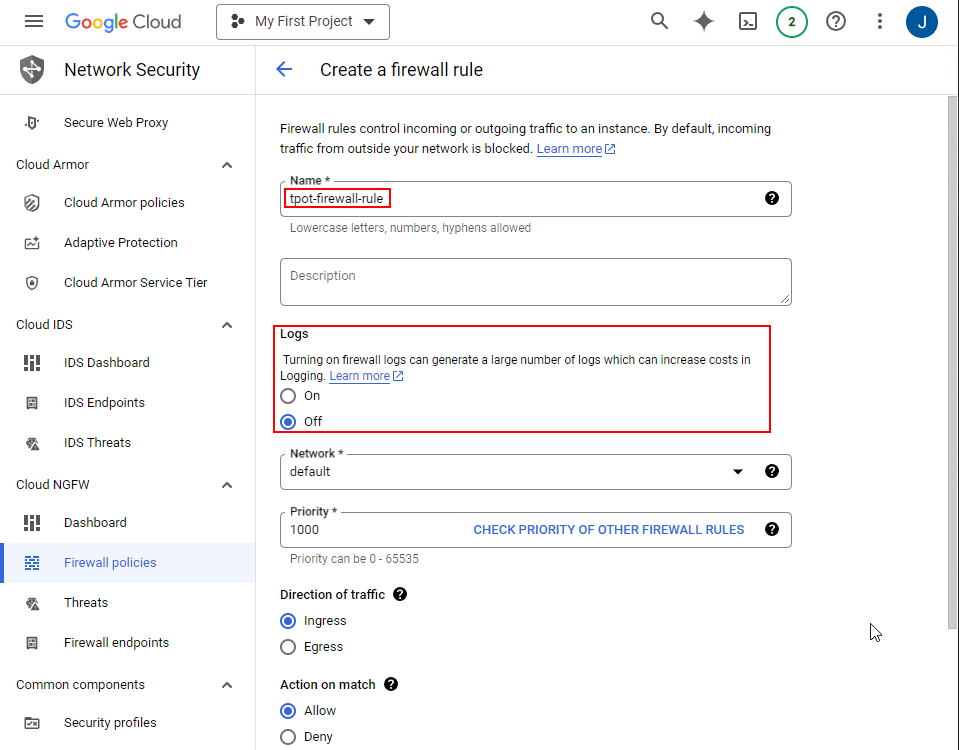 Google Cloud
My First Project
2
J
Network Security
Create a firewall rule
Secure Web Proxy
Cloud Armor
Cloud Armor policies
Adaptive Protection
Cloud Armor Service Tier
Cloud IDS
IDS Dashboard
IDS Endpoints
IDS Threats
Cloud NGFW
Dashboard
Firewall policies
Threats
Firewall endpoints
Common components
Security profiles
Firewall rules control incoming or outgoing traffic to an instance. By default, incoming
traffic from outside your network is blocked. Learn more
Name *
tpot-firewall-rule
Lowercase letters, numbers, hyphens allowed
Description
Logs
Turning on firewall logs can generate a large number of logs which can increase costs in
Logging. Learn more
On
Off
Network *
default
Priority *
1000 CHECK PRIORITY OF OTHER FIREWALL RULES
Priority can be 0 - 65535
Direction of traffic
Ingress
Egress
Action on match
Allow
Deny